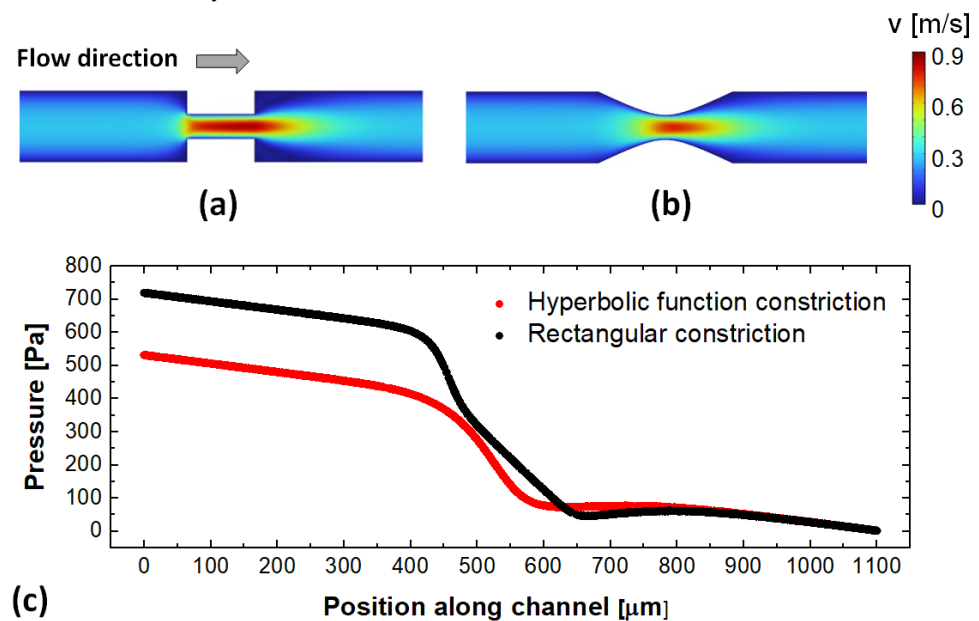 v [m/s]
Flow direction
0.9
0.6
0.3
0
(a)
(b)
800
700
600
500
400
300
200
100
0
Pressure [Pa]
Hyperbolic function constriction
Rectangular constriction
0 100 200 300 400 500 600 700 800 900 1000 1100
(c)
Position along channel [μm]